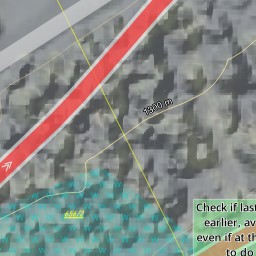 1300 m
Check if last
earlier, av
even if at th
to do